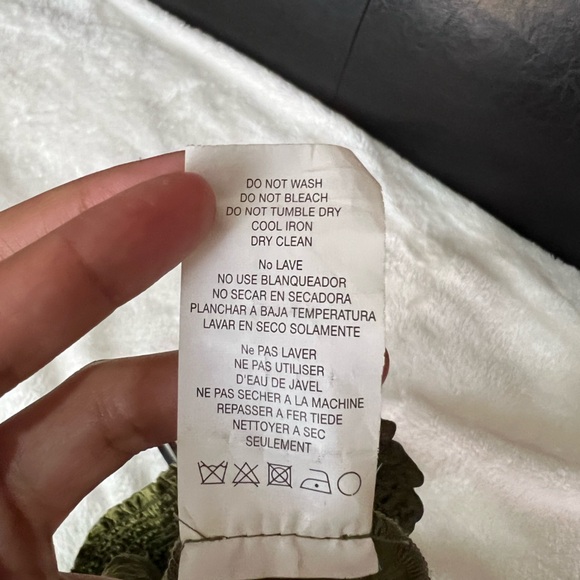 DO NOT WASH
DO NOT BLEACH
DO NOT TUMBLE DRY
COOL IRON
DRY CLEAN
No LAVE
NO USE BLANQUEADOR
NO SECAR EN SECADORA
PLANCHAR A BAJA TEMPERATURA
LAVAR EN SECO SOLAMENTE
Ne PAS LAVER
NE PAS UTILISER
D'EAU DE JAVEL
NE PAS SECHER A LA MACHINE
REPASSER A FER TIEDE
NETTOYER A SEC
SEULEMENT